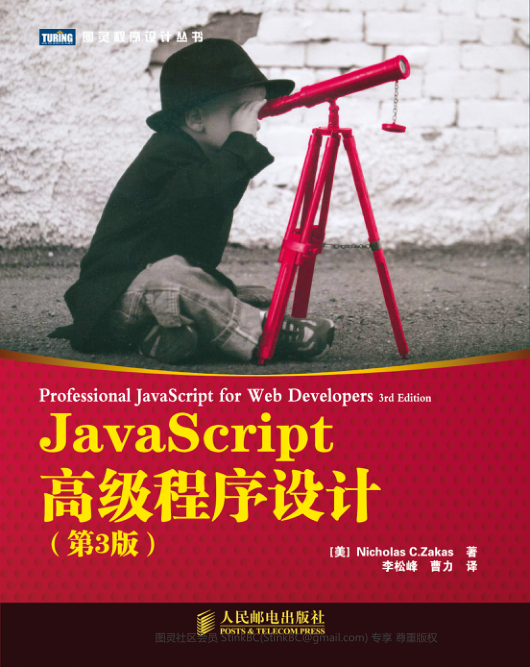 TURING 图灵程序设计丛书
Professional JavaScript for Web Developers 3rd Edition
JavaScript
高级程序设计
（第3版）
[美] Nicholas C.Zakas 著
李松峰 曹力 译
人民邮电出版社
POSTS & TELECOM PRESS
图灵社区会员 StinkBC(StinkBC@gmail.com) 专享 尊重版权